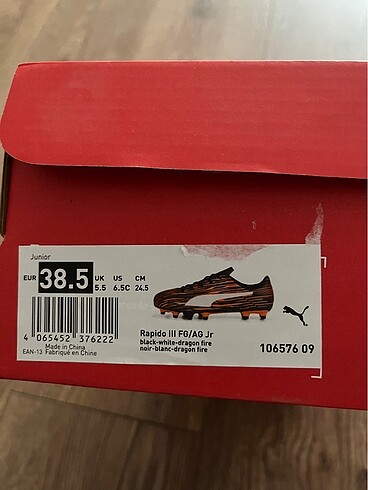 Junior
EUR 38.5 UK 5.5 US 6.5C CM 24.5
4 065452 376222
Made in China
EAN-13 Fabriqué en Chine
Rapido III FG/AG Jr
black-white-dragon fire
noir-blanc-dragon fire
106576 09